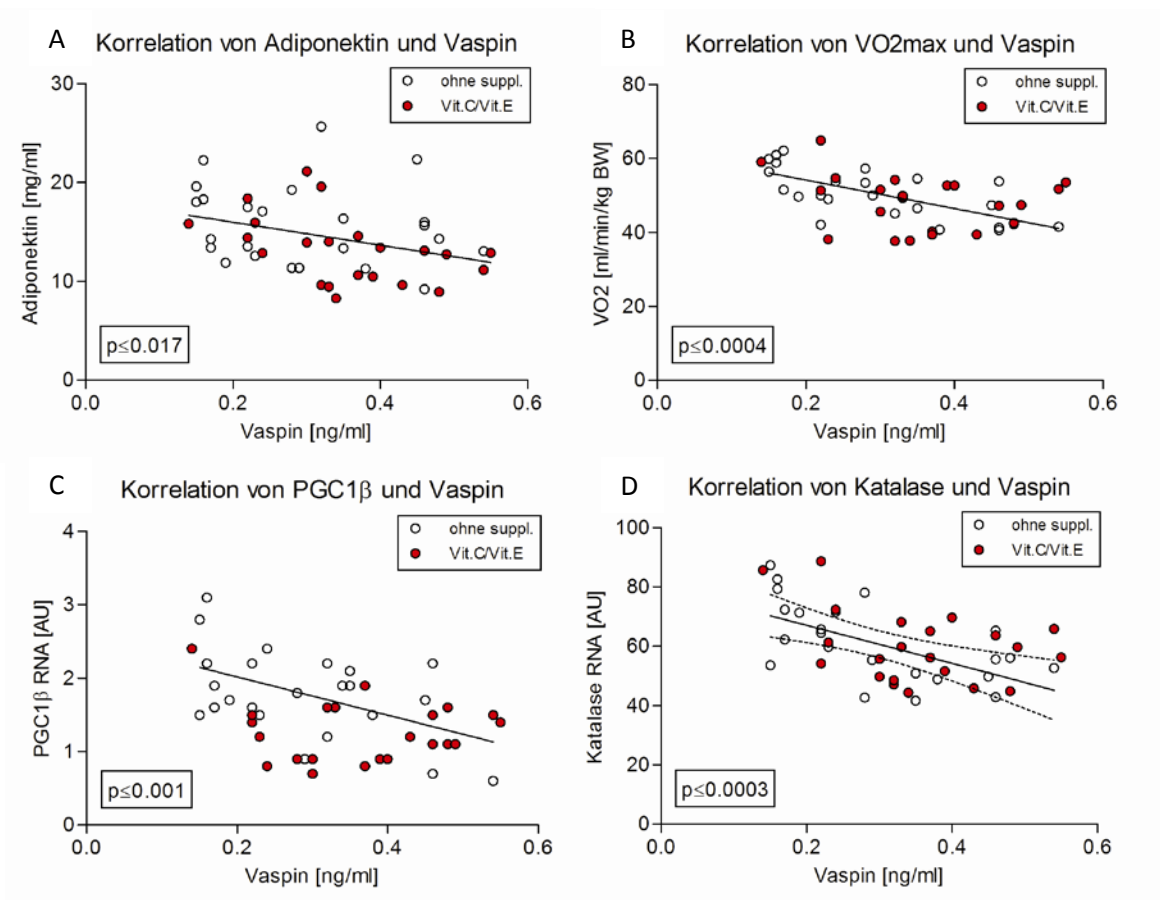 A
Korrelation von Adiponektin und Vaspin
ohne suppl.
Vit.C/Vit.E
30
20
10
0
Adiponektin [mg/ml]
p≤0.017
0.0 0.2 0.4 0.6
Vaspin [ng/ml]
B
Korrelation von VO2max und Vaspin
ohne suppl.
Vit.C/Vit.E
80
60
40
20
0
VO2 [ml/min/kg BW]
p≤0.0004
0.0 0.2 0.4 0.6
Vaspin [ng/ml]
C
Korrelation von PGC1β und Vaspin
ohne suppl.
Vit.C/Vit.E
4
3
2
1
0
PGC1β RNA [AU]
p≤0.001
0.0 0.2 0.4 0.6
Vaspin [ng/ml]
D
Korrelation von Katalase und Vaspin
ohne suppl.
Vit.C/Vit.E
100
80
60
40
20
0
Katalase RNA [AU]
p≤0.0003
0.0 0.2 0.4 0.6
Vaspin [ng/ml]